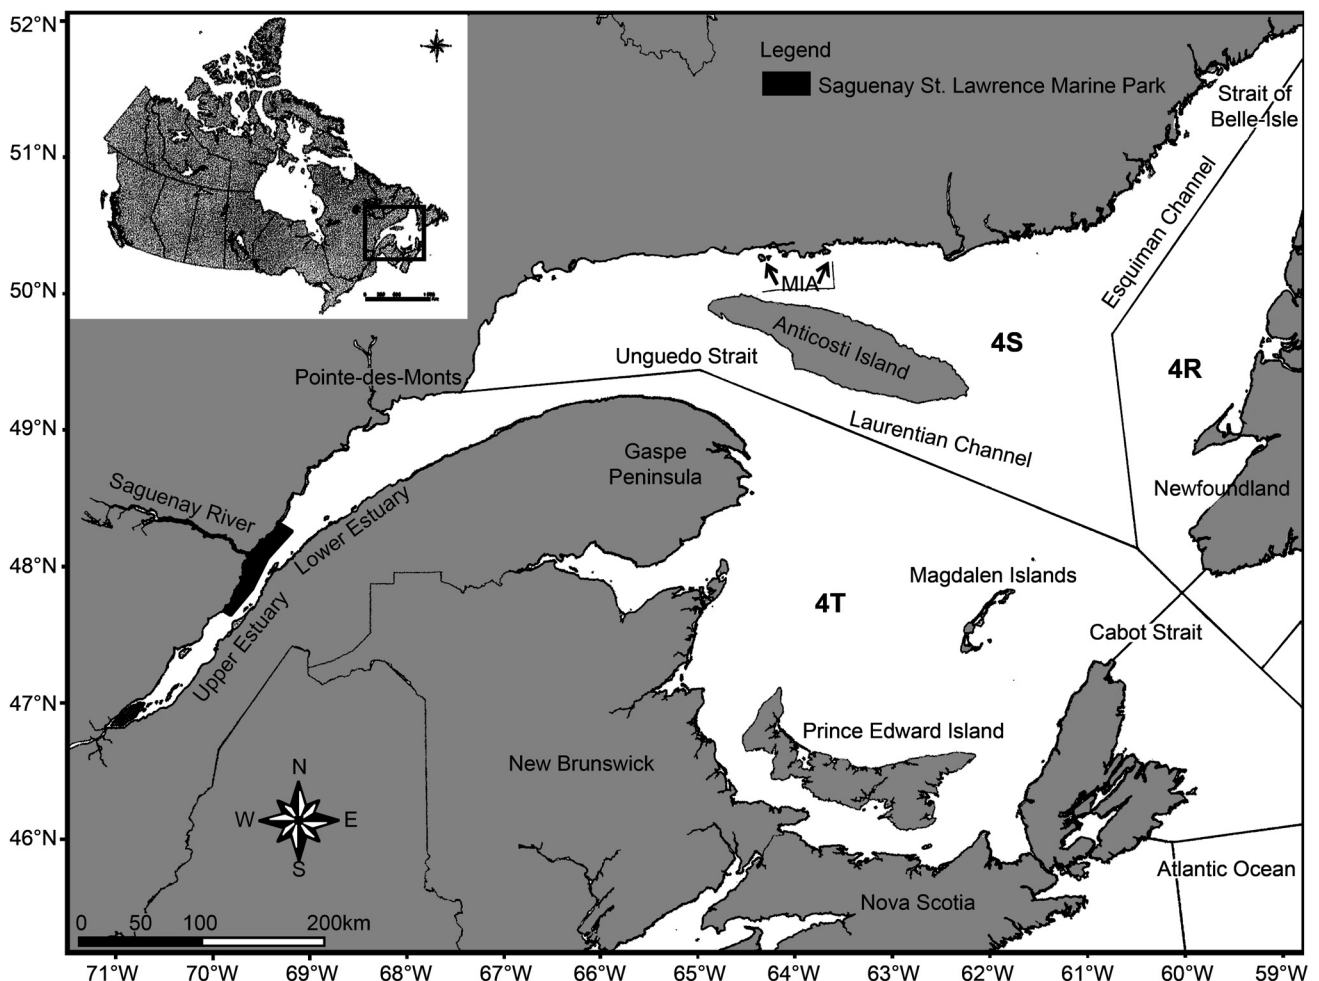 52°N
Legend
Saguenay St. Lawrence Marine Park
Strait of
Belle-Isle
51°N
Esquiman Channel
50°N
MIA
Anticosti Island
4S
Unguedo Strait
4R
Pointe-des-Monts
49°N
Laurentian Channel
Gaspe
Peninsula
Saguenay River
Newfoundland
Lower Estuary
48°N
Magdalen Islands
4T
Cabot Strait
Upper Estuary
47°N
Prince Edward Island
New Brunswick
N
W
E
S
46°N
Atlantic Ocean
Nova Scotia
0 50 100 200km
71°W 70°W 69°W 68°W 67°W 66°W 65°W 64°W 63°W 62°W 61°W 60°W 59°W